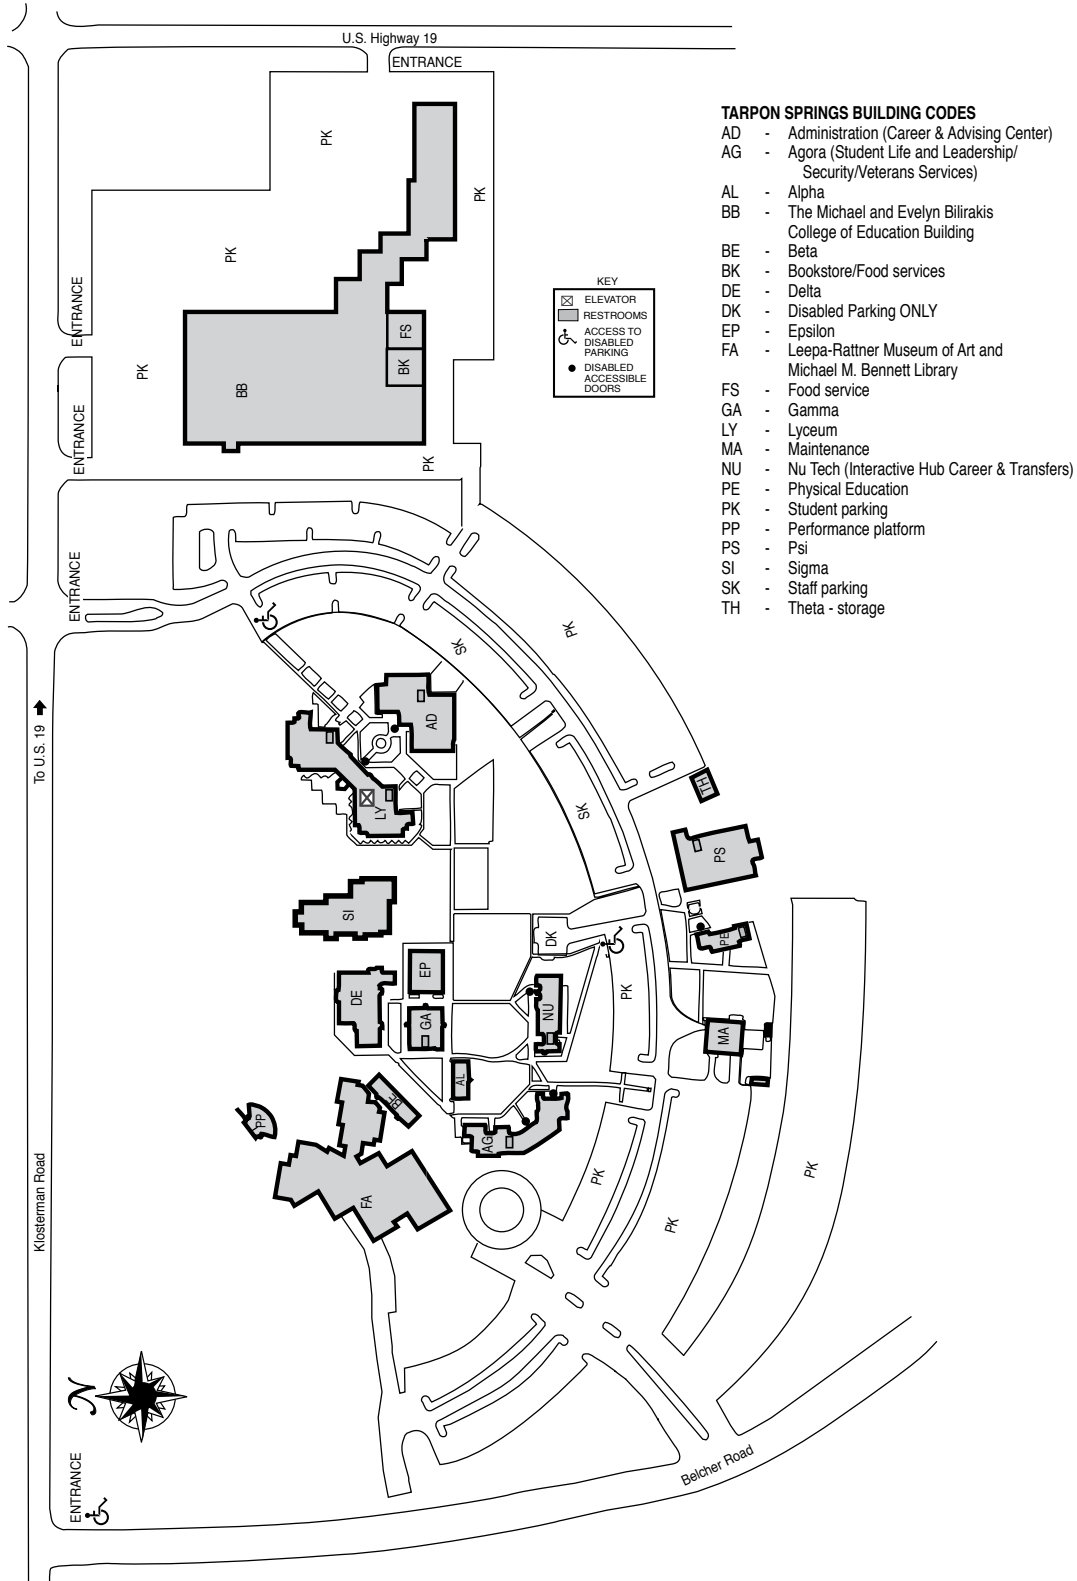 U.S. Highway 19
ENTRANCE
TARPON SPRINGS BUILDING CODES
AD - Administration (Career & Advising Center)
AG - Agora (Student Life and Leadership/
Security/Veterans Services)
AL - Alpha
BB - The Michael and Evelyn Bilirakis
College of Education Building
BE - Beta
BK - Bookstore/Food services
DE - Delta
DK - Disabled Parking ONLY
EP - Epsilon
FA - Leepa-Rattner Museum of Art and
Michael M. Bennett Library
FS - Food service
GA - Gamma
LY - Lyceum
MA - Maintenance
NU - Nu Tech (Interactive Hub Career & Transfers)
PE - Physical Education
PK - Student parking
PP - Performance platform
PS - Psi
SI - Sigma
SK - Staff parking
TH - Theta - storage
KEY
ELEVATOR
RESTROOMS
ACCESS TO
DISABLED
PARKING
DISABLED
ACCESSIBLE
DOORS
PK
PK
PK
ENTRANCE
FS
BK
PK
BB
ENTRANCE
PK
ENTRANCE
PK
SK
AD
To U.S. 19
TH
LY
SK
PS
SI
DK
PE
EP
DE
PK
NU
GA
MA
AL
PP
AG
PK
PK
FA
PK
Klosterman Road
N
Belcher Road
ENTRANCE